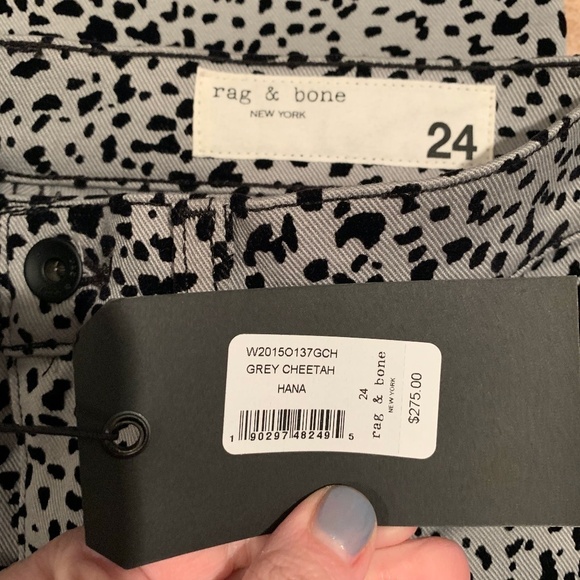 rag & bone
NEW YORK
24
W2015O137GCH
GREY CHEETAH
HANA
1 90297 48249 5
24
rag & bone
NEW YORK
$275.00